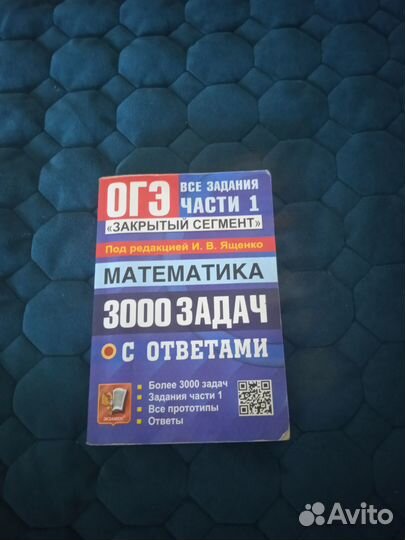 ОГЭ
ВСЕ ЗАДАНИЯ
ЧАСТИ 1
«ЗАКРЫТЫЙ СЕГМЕНТ»
Под редакцией И. В. Ященко
МАТЕМАТИКА
3000 ЗАДАЧ
С ОТВЕТАМИ
Более 3000 задач
Задания части 1
Все прототипы
Ответы
ЭКЗАМЕН
Avito